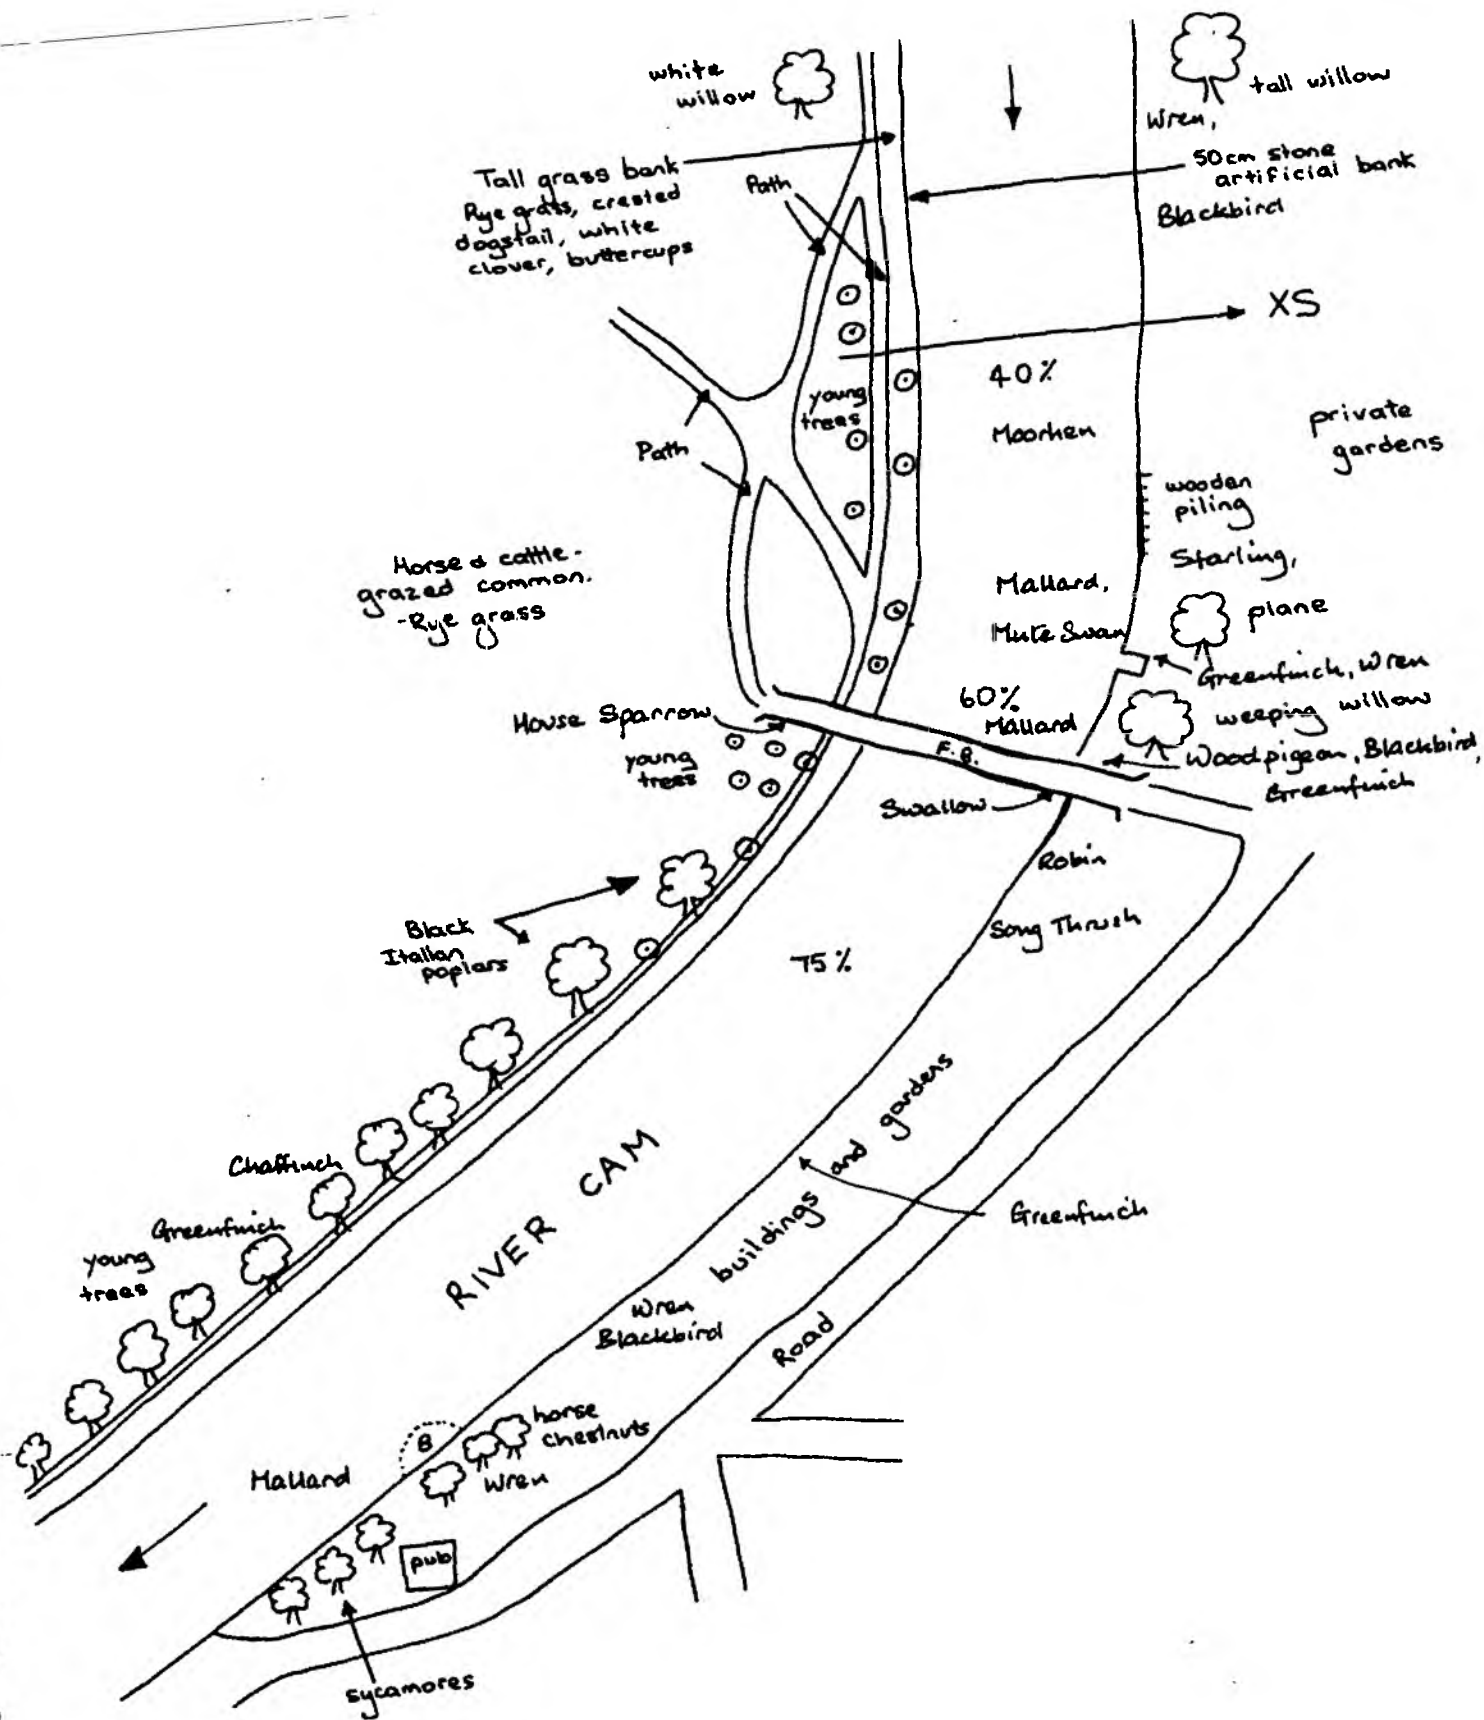 white
willow
tall willow
Wren,
50cm stone
artificial bank
Blackbird
Tall grass bank
Rye grass, crested
dogstail, white
clover, buttercups
Path
XS
40%
Moorhen
young
trees
private
gardens
Path
wooden
piling
Starling,
Horse & cattle-
grazed common.
-Rye grass
Mallard,
Mute Swan
plane
Greenfinch, Wren
60%
Mallard
weeping willow
Woodpigeon, Blackbird,
Greenfinch
House Sparrow
young
trees
F.B.
Swallow
Robin
Song Thrush
Black
Italian
poplars
75%
Chaffinch
Greenfinch
young
trees
RIVER CAM
buildings and gardens
Greenfinch
Wren
Blackbird
Road
B
horse
chestnuts
Wren
Mallard
pub
sycamores